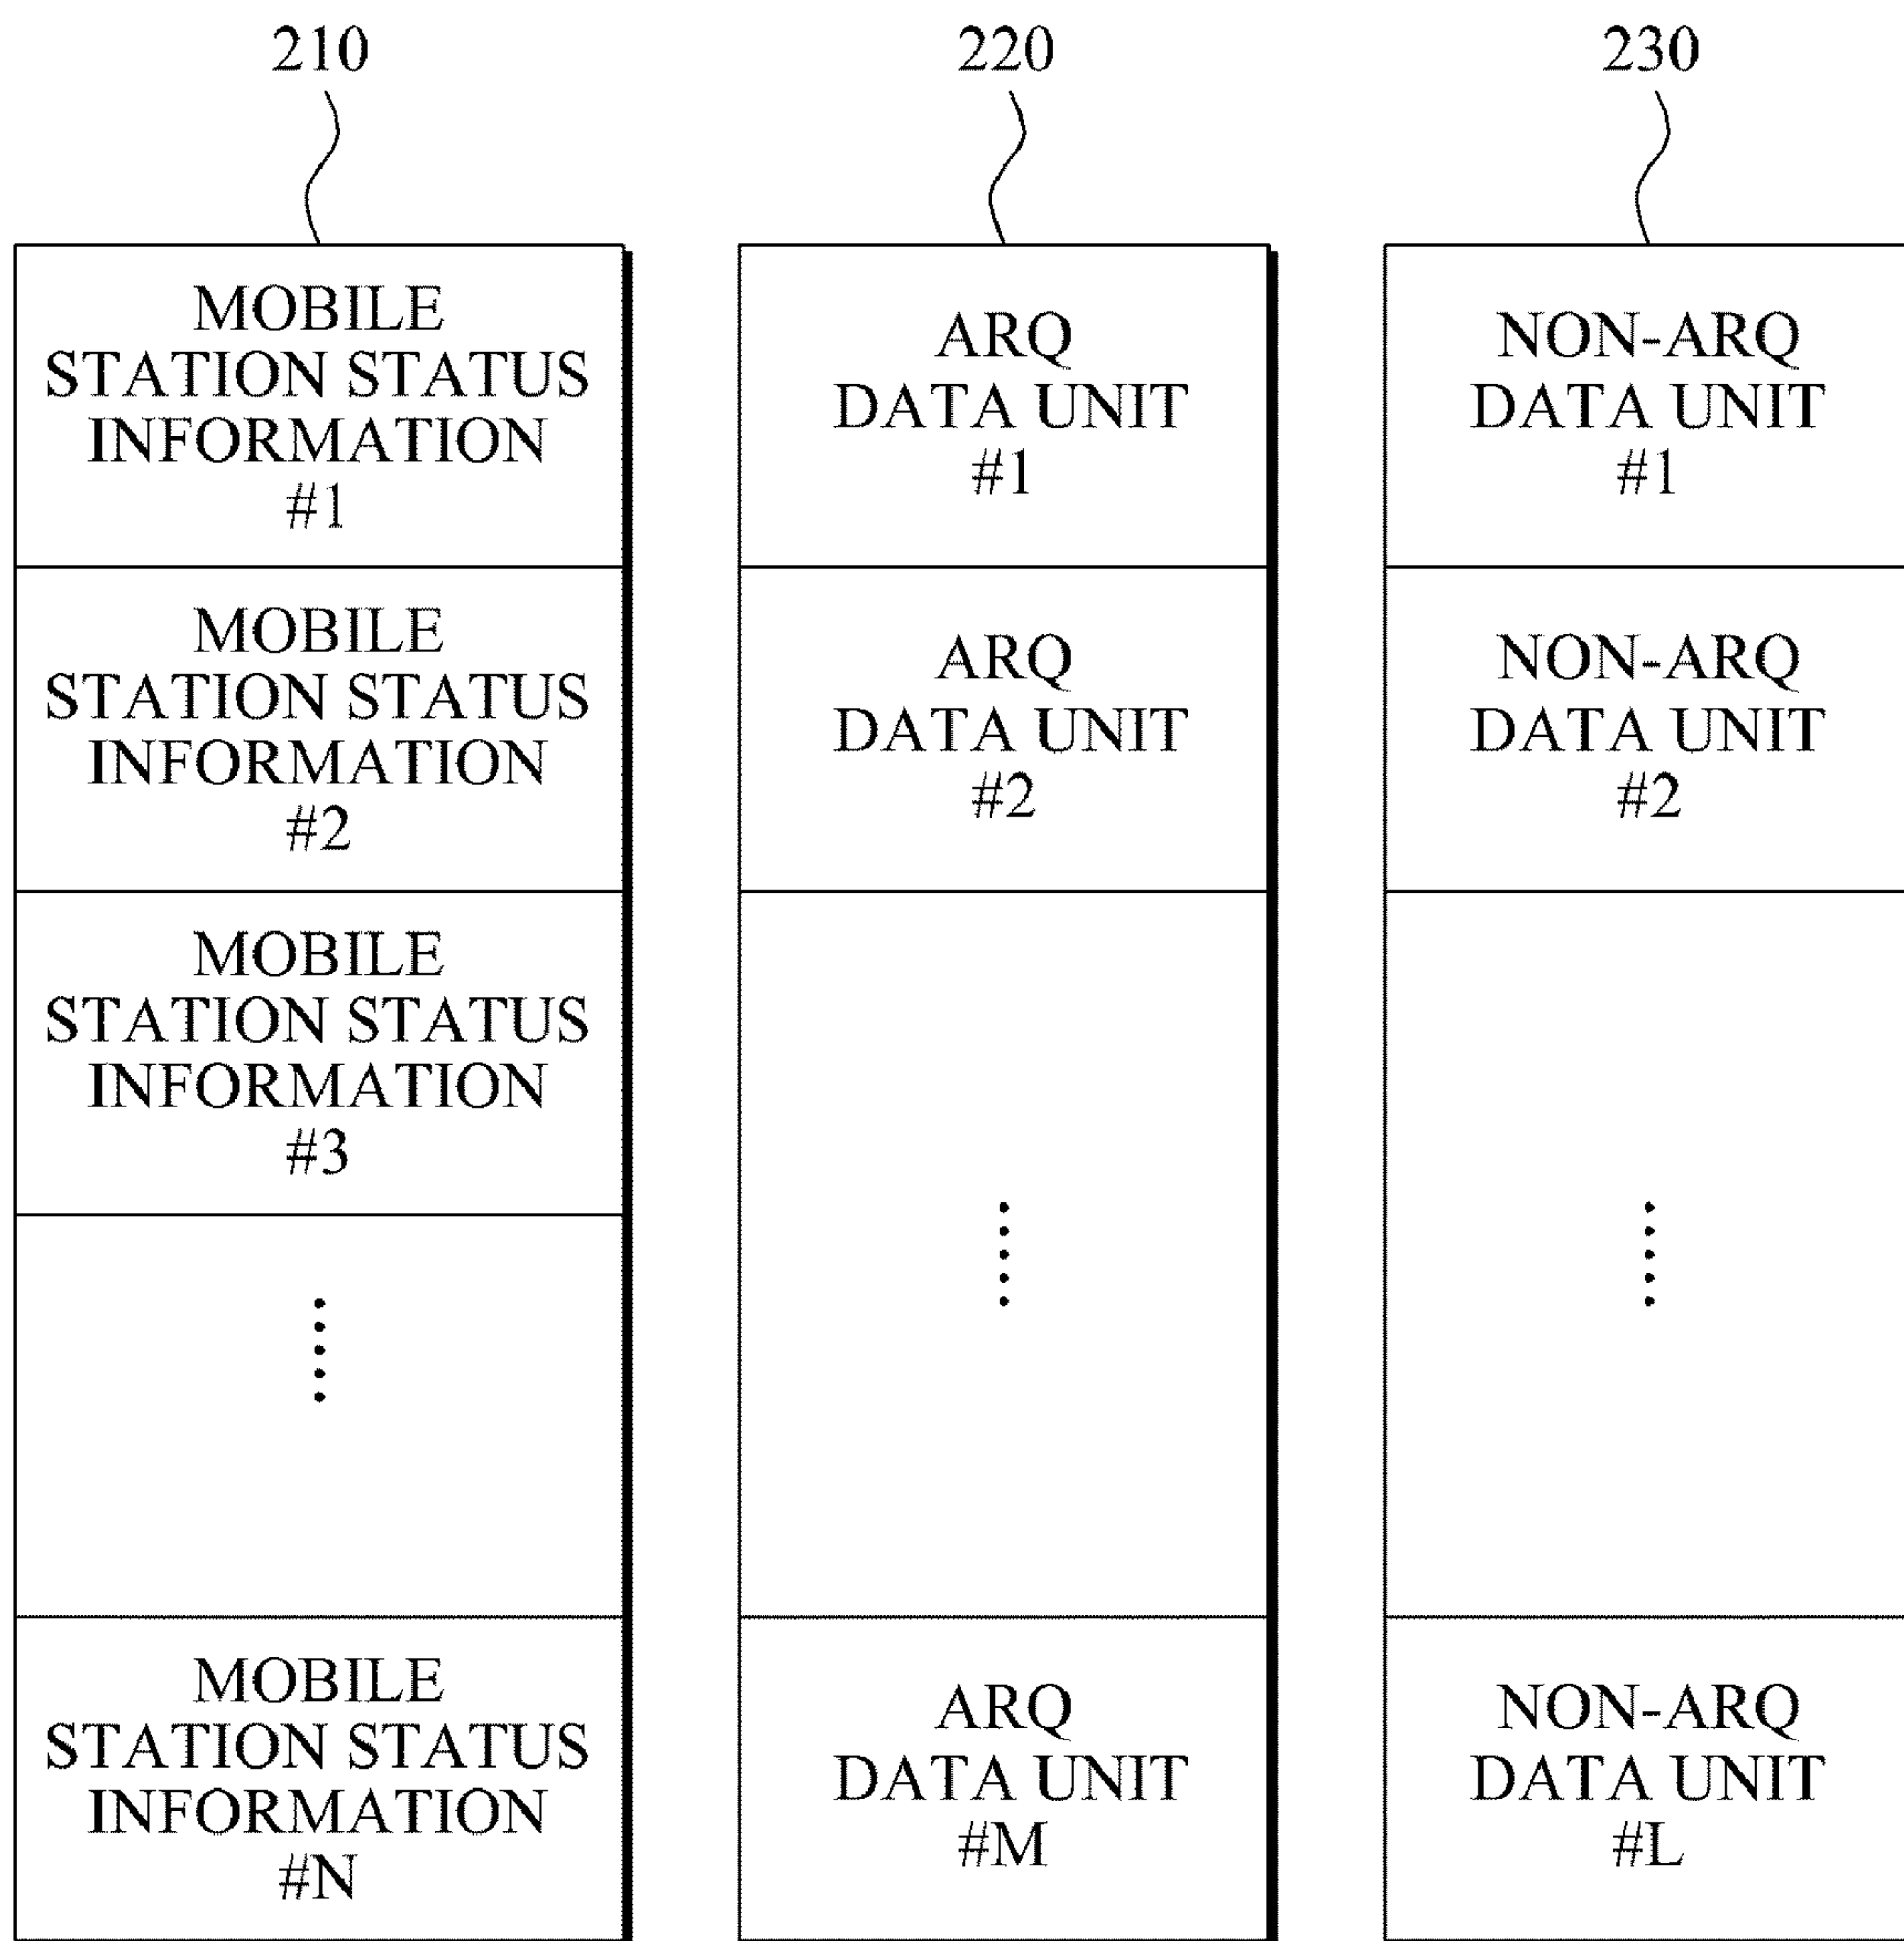 210
220
230
MOBILE
STATION STATUS
INFORMATION
#1
MOBILE
STATION STATUS
INFORMATION
#2
MOBILE
STATION STATUS
INFORMATION
#3
MOBILE
STATION STATUS
INFORMATION
#N
ARQ
DATA UNIT
#1
ARQ
DATA UNIT
#2
ARQ
DATA UNIT
#M
NON-ARQ
DATA UNIT
#1
NON-ARQ
DATA UNIT
#2
NON-ARQ
DATA UNIT
#L